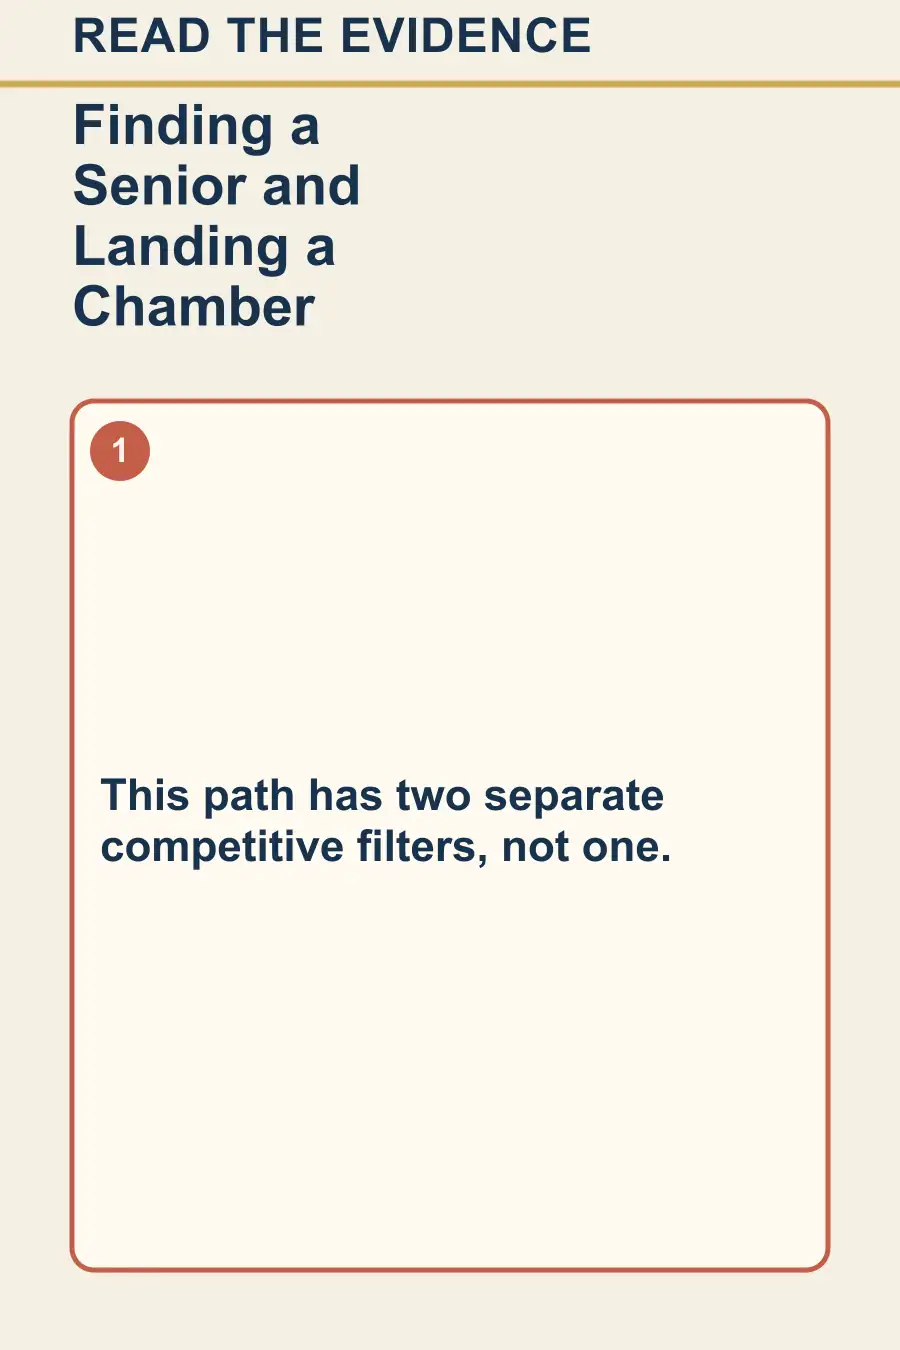 READ THE EVIDENCE
Finding a
Senior and
Landing a
Chamber
1
This path has two separate
competitive filters, not one.